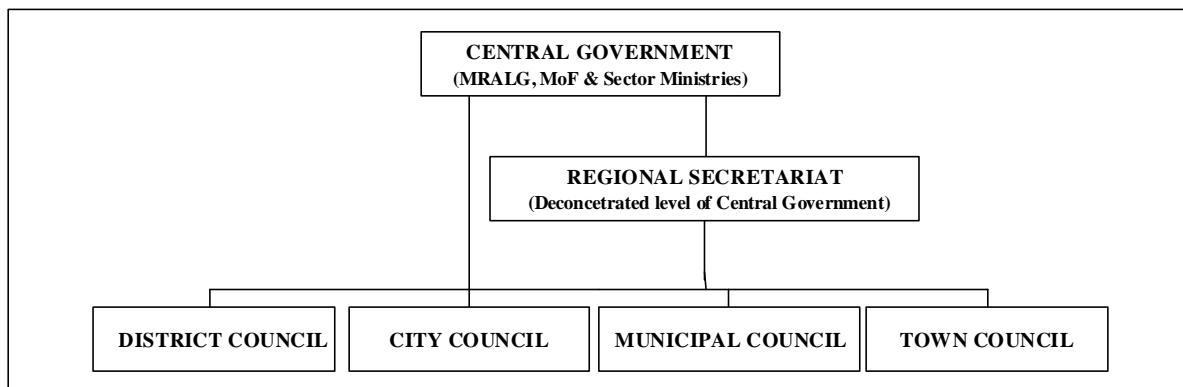 CENTRAL GOVERNMENT
(MRALG, MoF & Sector Ministries)
REGIONAL SECRETARIAT
(Deconcetrated level of Central Government)
DISTRICT COUNCIL
CITY COUNCIL
MUNICIPAL COUNCIL
TOWN COUNCIL